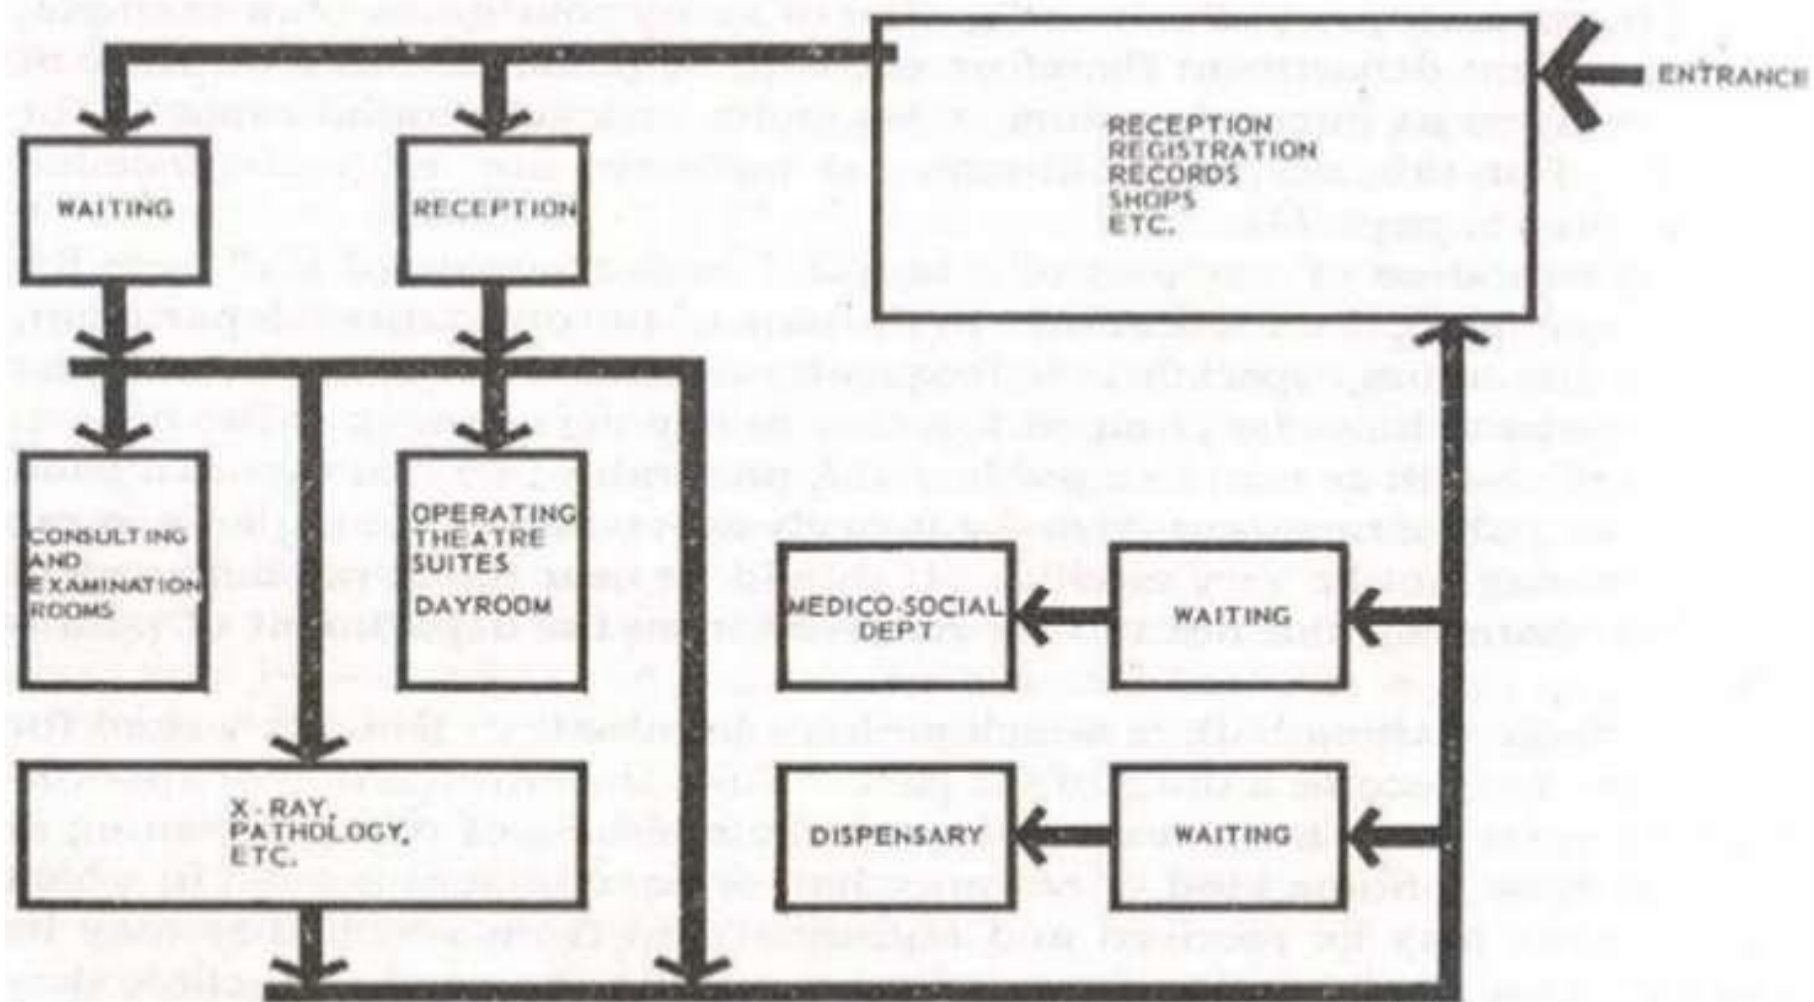 ENTRANCE
RECEPTION
REGISTRATION
RECORDS
SHOPS
ETC.
WAITING
RECEPTION
CONSULTING
AND
EXAMINATION
ROOMS
OPERATING
THEATRE
SUITES
DAYROOM
MEDICO-SOCIAL
DEPT
WAITING
X-RAY,
PATHOLOGY,
ETC.
DISPENSARY
WAITING